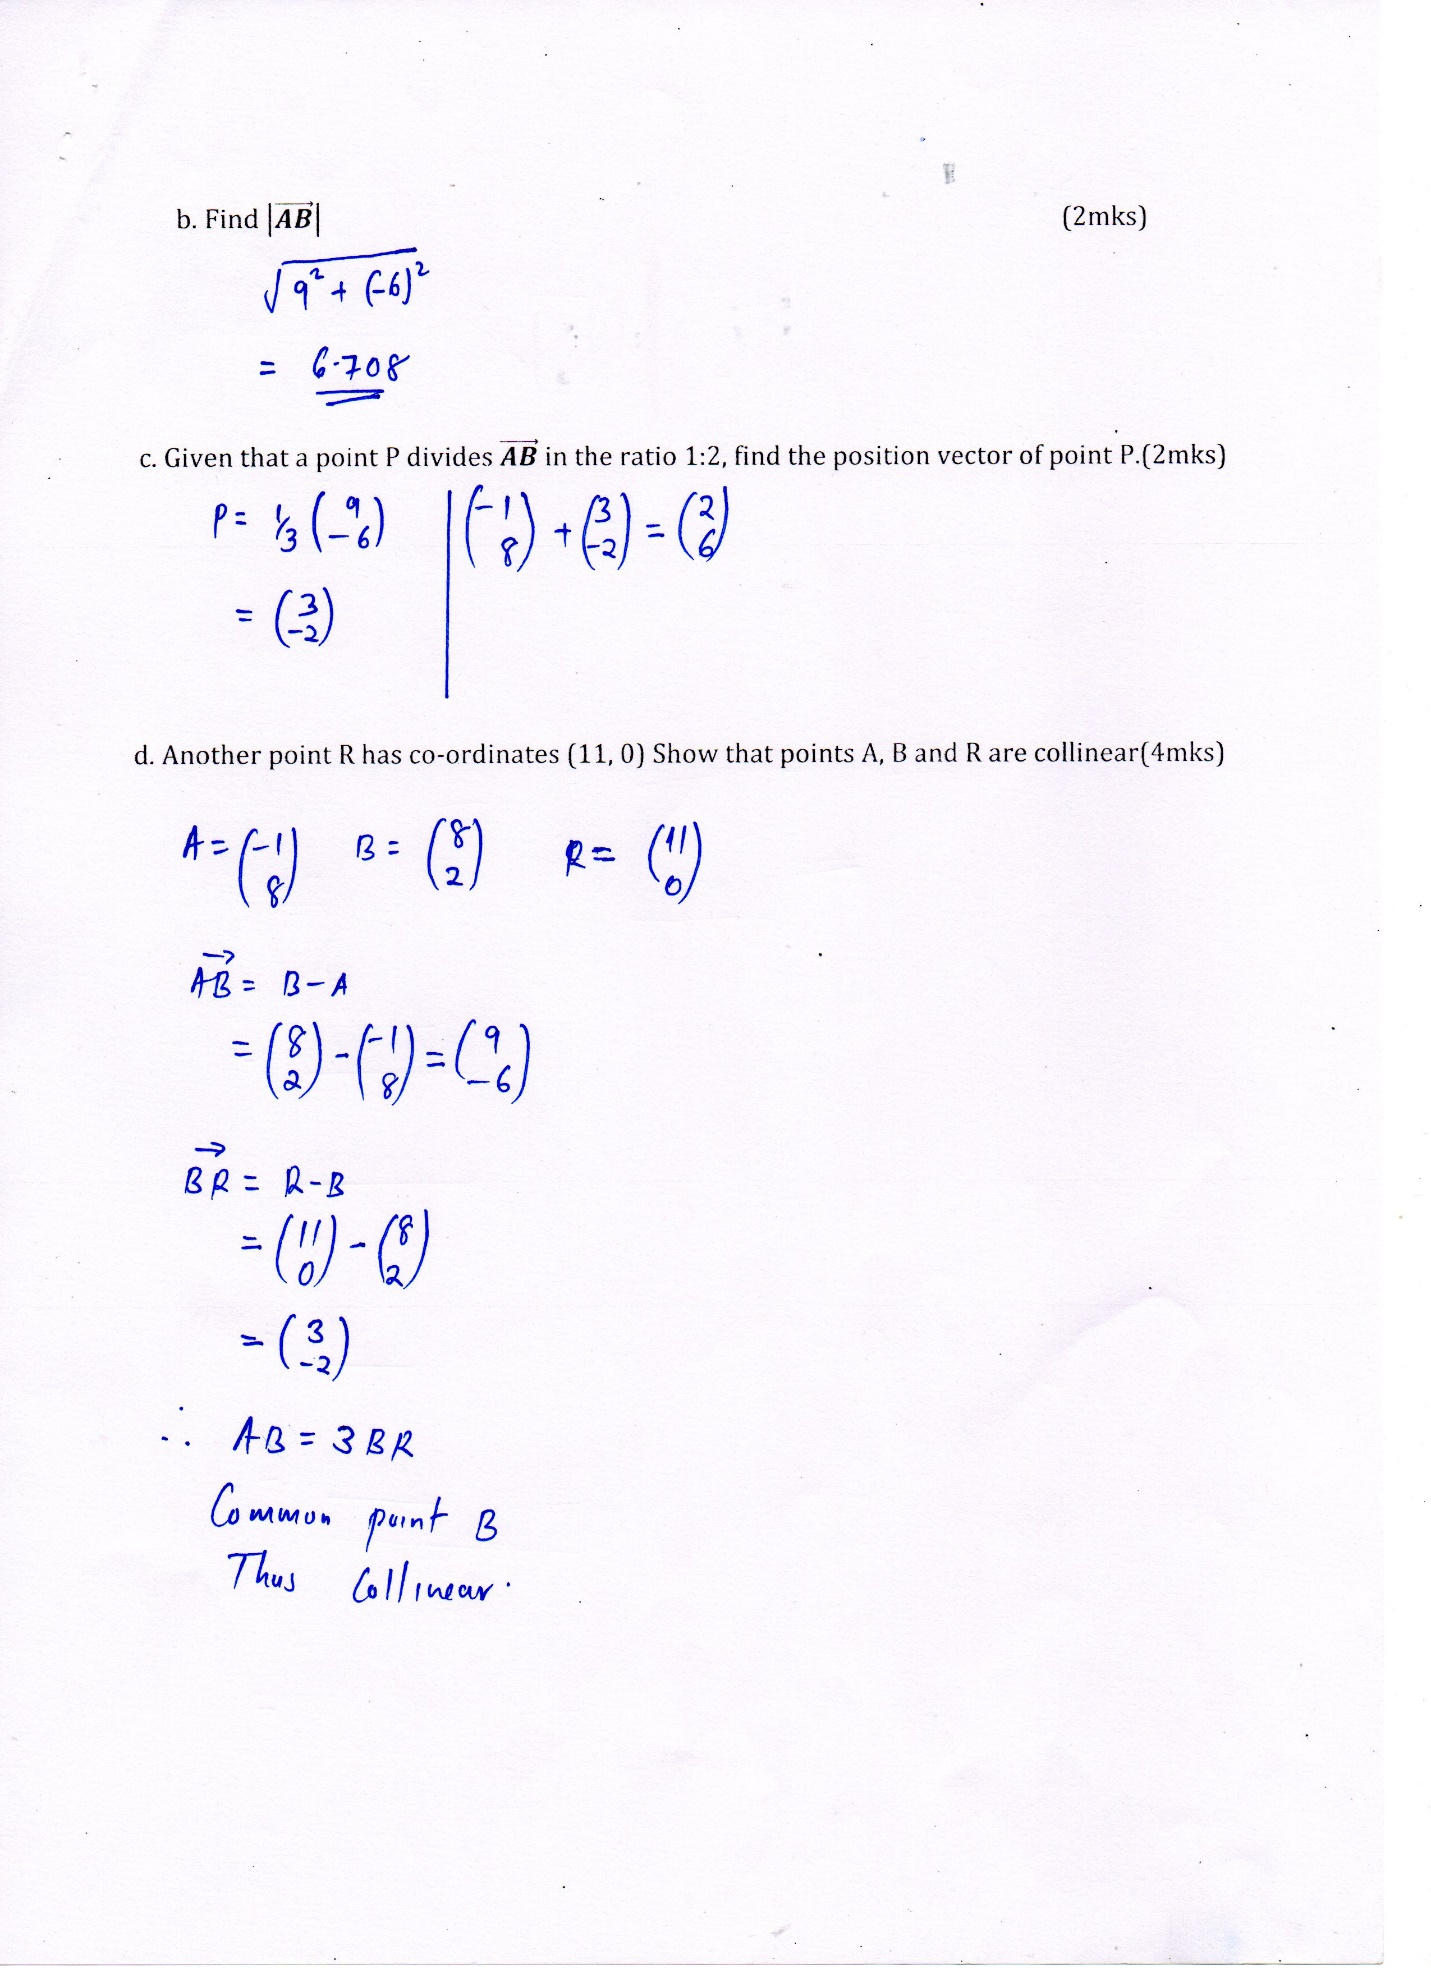 b. Find |AB| (2mks)
√9² + (-6)²
= 6.708
c. Given that a point P divides AB in the ratio 1:2, find the position vector of point P.(2mks)
P = 1/3 (9 -6) | (-1 8) + (3 -2) = (2 6)
= (3 -2)
d. Another point R has co-ordinates (11, 0) Show that points A, B and R are collinear(4mks)
A = (-1 8) B = (8 2) R = (11 0)
AB = B - A
= (8 2) - (-1 8) = (9 -6)
BR = R - B
= (11 0) - (8 2)
= (3 -2)
∴ AB = 3BR
Common point B
Thus Collinear.